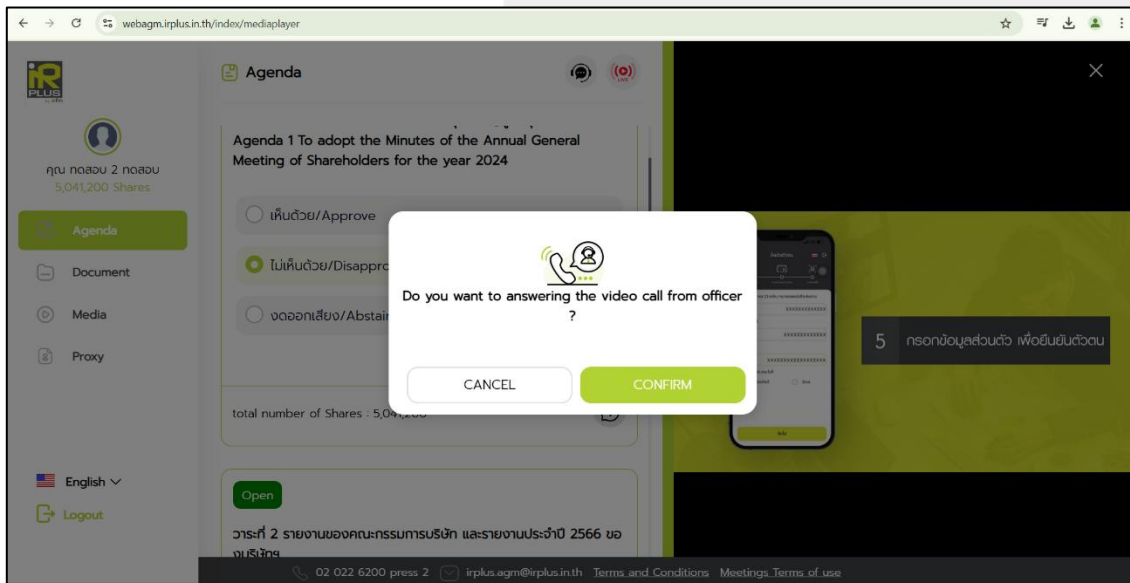 webagm.irplus.in.th/index/mediaplayer
iR
PLUS
คุณ ทดสอบ 2 ทดสอบ
5,041,200 Shares
Agenda
Document
Media
Proxy
English
Logout
Agenda
LIVE
Agenda 1 To adopt the Minutes of the Annual General
Meeting of Shareholders for the year 2024
เห็นด้วย/Approve
ไม่เห็นด้วย/Disappro
งดออกเสียง/Abstain
total number of Shares : 5,041,200
Open
วาระที่ 2 รายงานของคณะกรรมการบริษัท และรายงานประจำปี 2566 ขอ
งบริษัทฯ
Do you want to answering the video call from officer
?
CANCEL
CONFIRM
5 กรอกข้อมูลส่วนตัว เพื่อยืนยันตัวตน
02 022 6200 press 2 irplus.agm@irplus.in.th Terms and Conditions Meetings Terms of use